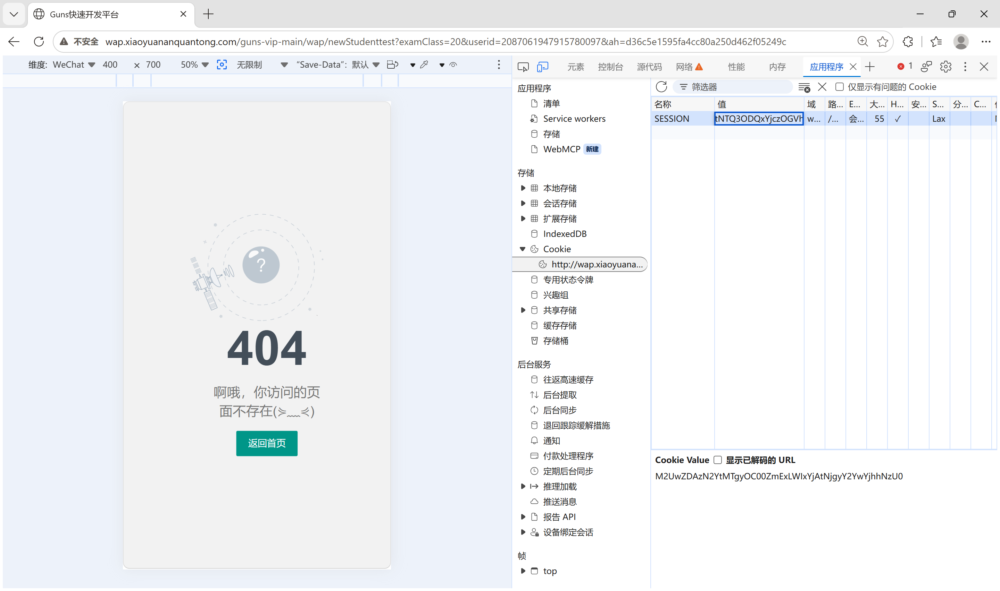 Guns快速开发平台
不安全 wap.xiaoyuananquantong.com/guns-vip-main/wap/newStudenttest?examClass=20&userid=2087061947915780097&ah=d36c5e1595fa4cc80a250d462f05249c
维度: WeChat 400 × 700 50% 无限制 “Save-Data”: 默认
元素 控制台 源代码 网络 性能 内存 应用程序 1
?
404
啊哦，你访问的页
面不存在(⋟﹏⋞)
返回首页
应用程序
清单
Service workers
存储
WebMCP 新建
存储
本地存储
会话存储
扩展存储
IndexedDB
Cookie
http://wap.xiaoyuana...
专用状态令牌
兴趣组
共享存储
缓存存储
存储桶
后台服务
往返高速缓存
后台提取
后台同步
退回跟踪缓解措施
通知
付款处理程序
定期后台同步
推理加载
推送消息
报告 API
设备绑定会话
帧
top
筛选器 仅显示有问题的 Cookie
名称 值 域 路... E... 大... H... 安... S... 分... C...
SESSION tNTQ3ODQxYjczOGVh w... /... 会... 55 ✓ Lax
Cookie Value 显示已解码的 URL
M2UwZDAzN2YtMTgyOC00ZmExLWIxYjAtNjgyY2YwYjhhNzU0